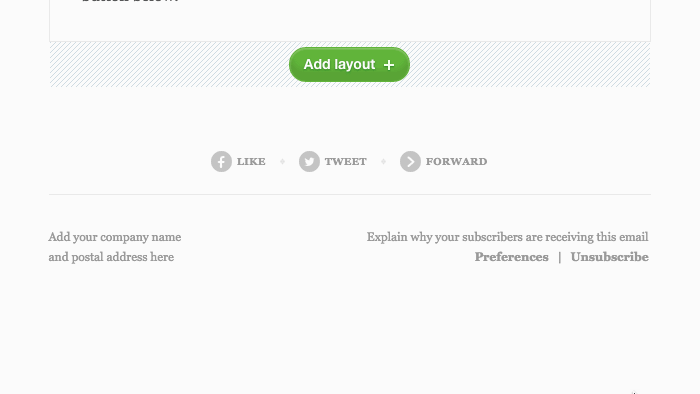 Add layout +
LIKE
TWEET
FORWARD
Add your company name
and postal address here
Explain why your subscribers are receiving this email
Preferences | Unsubscribe